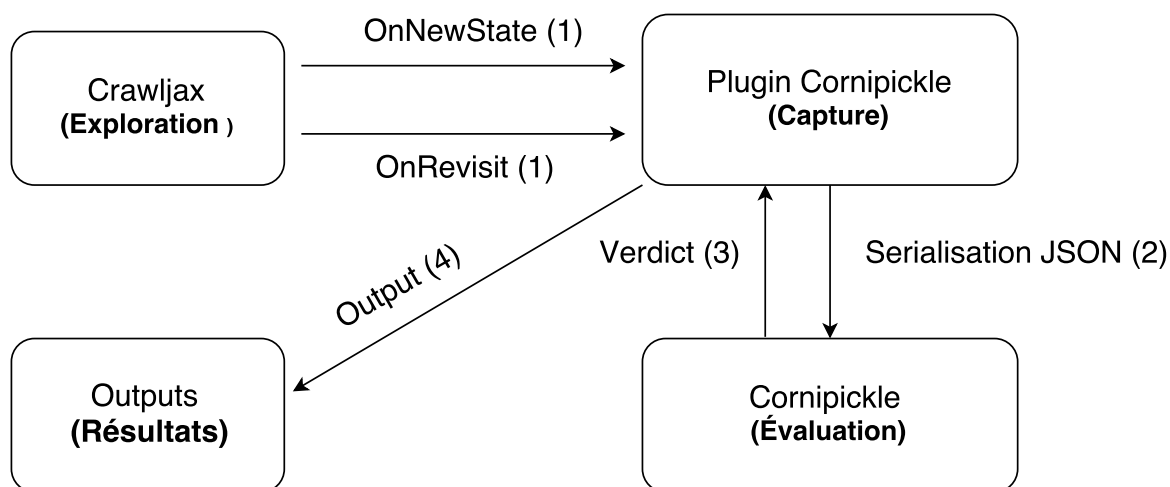 OnNewState (1)
Crawljax
(Exploration )
Plugin Cornipickle
(Capture)
OnRevisit (1)
Verdict (3)
Serialisation JSON (2)
Output (4)
Outputs
(Résultats)
Cornipickle
(Évaluation)